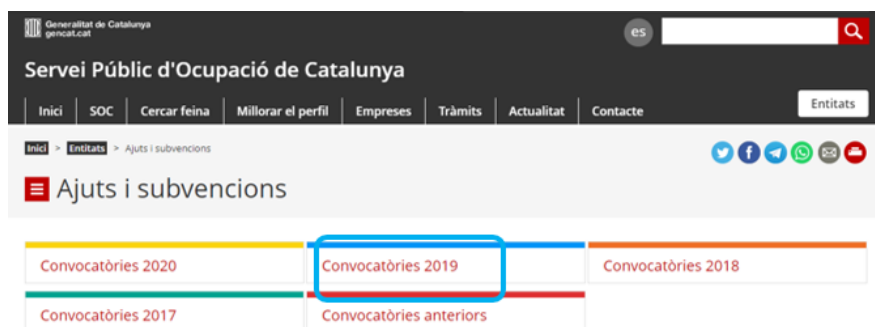 Generalitat de Catalunya
gencat.cat
es
Servei Públic d'Ocupació de Catalunya
Inici SOC Cercar feina Millorar el perfil Empreses Tràmits Actualitat Contacte Entitats
Inici > Entitats > Ajuts i subvencions
Ajuts i subvencions
Convocatòries 2020 Convocatòries 2019 Convocatòries 2018
Convocatòries 2017 Convocatòries anteriors